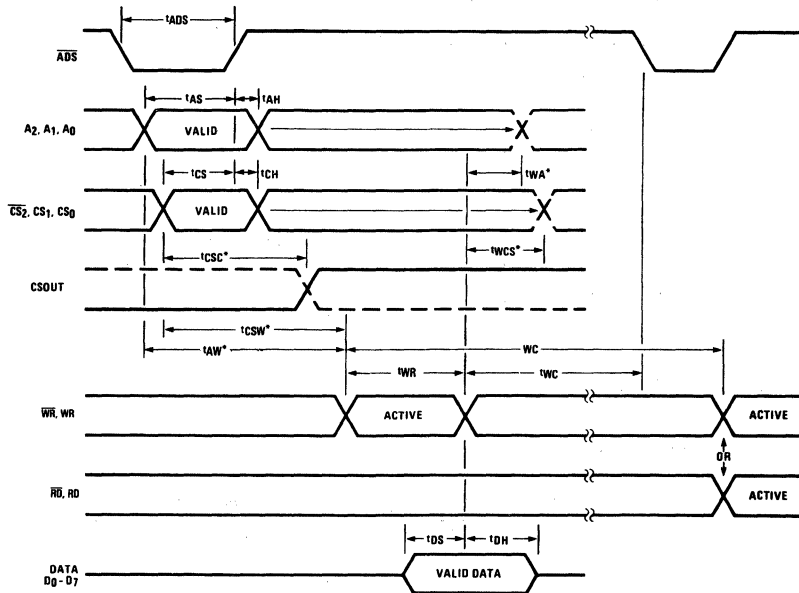 tADS
ADS
tAS tAH
A2, A1, A0 VALID
tWA*
tCS tCH
CS2, CS1, CS0 VALID
tWCS*
tCSC*
CSOUT
tCSW*
tAW* WC
tWR tWC
WR, WR ACTIVE ACTIVE
OR
RD, RD ACTIVE
tDS tDH
DATA
D0 - D7 VALID DATA